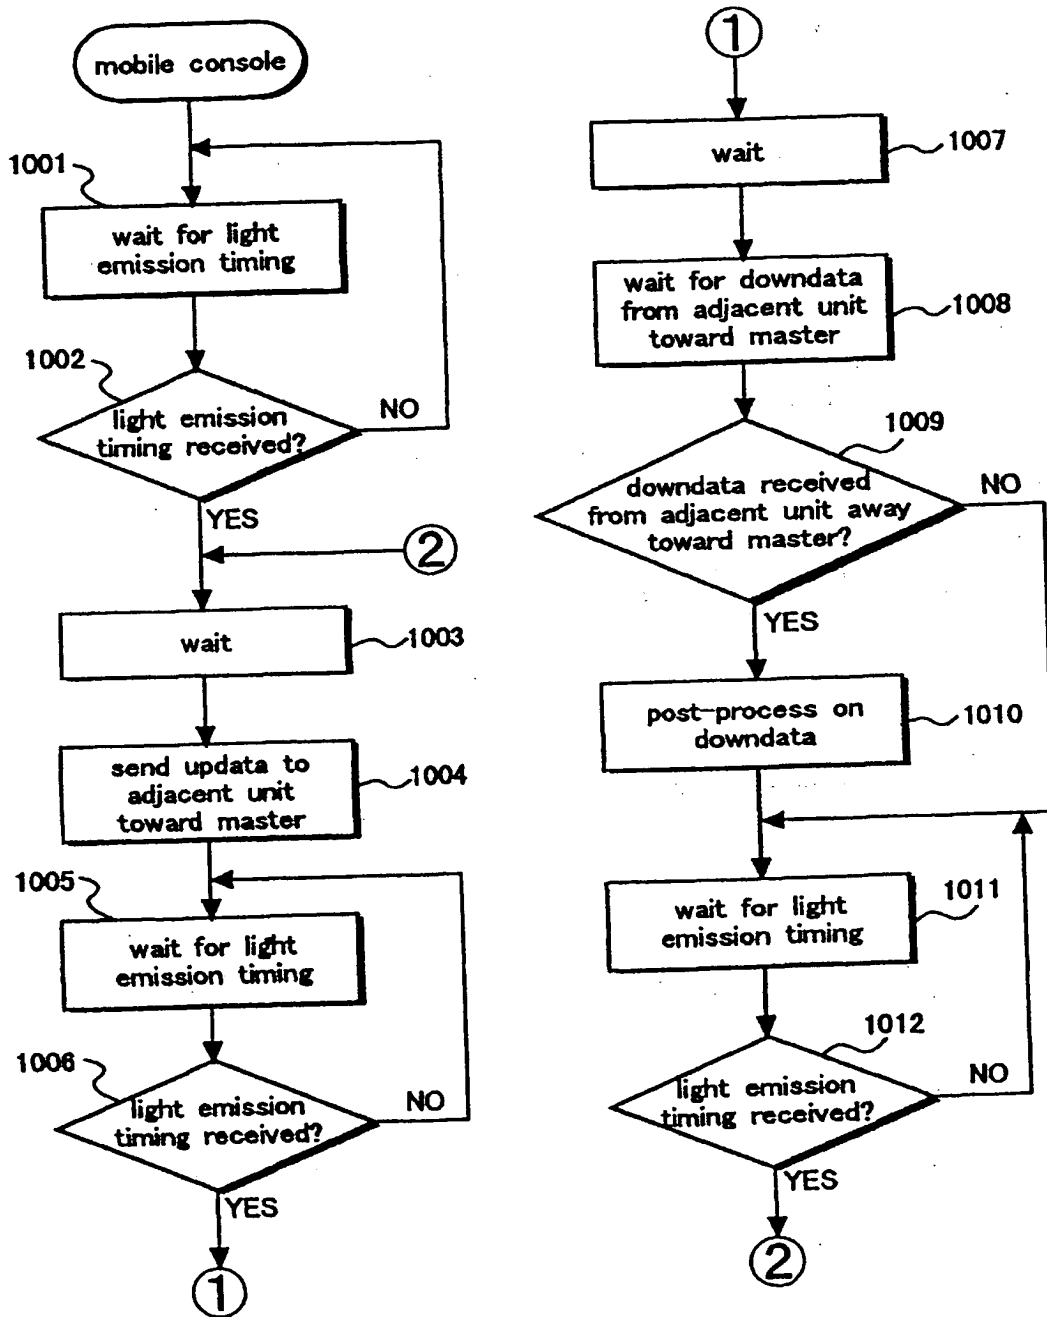 mobile console
1001
wait for light
emission timing
1002
light emission
timing received?
NO
YES
2
wait
1003
send updata to
adjacent unit
toward master
1004
1005
wait for light
emission timing
1006
light emission
timing received?
NO
YES
1
1
wait
1007
wait for downdata
from adjacent unit
toward master
1008
1009
downdata received
from adjacent unit away
toward master?
NO
YES
post-process on
downdata
1010
wait for light
emission timing
1011
1012
light emission
timing received?
NO
YES
2